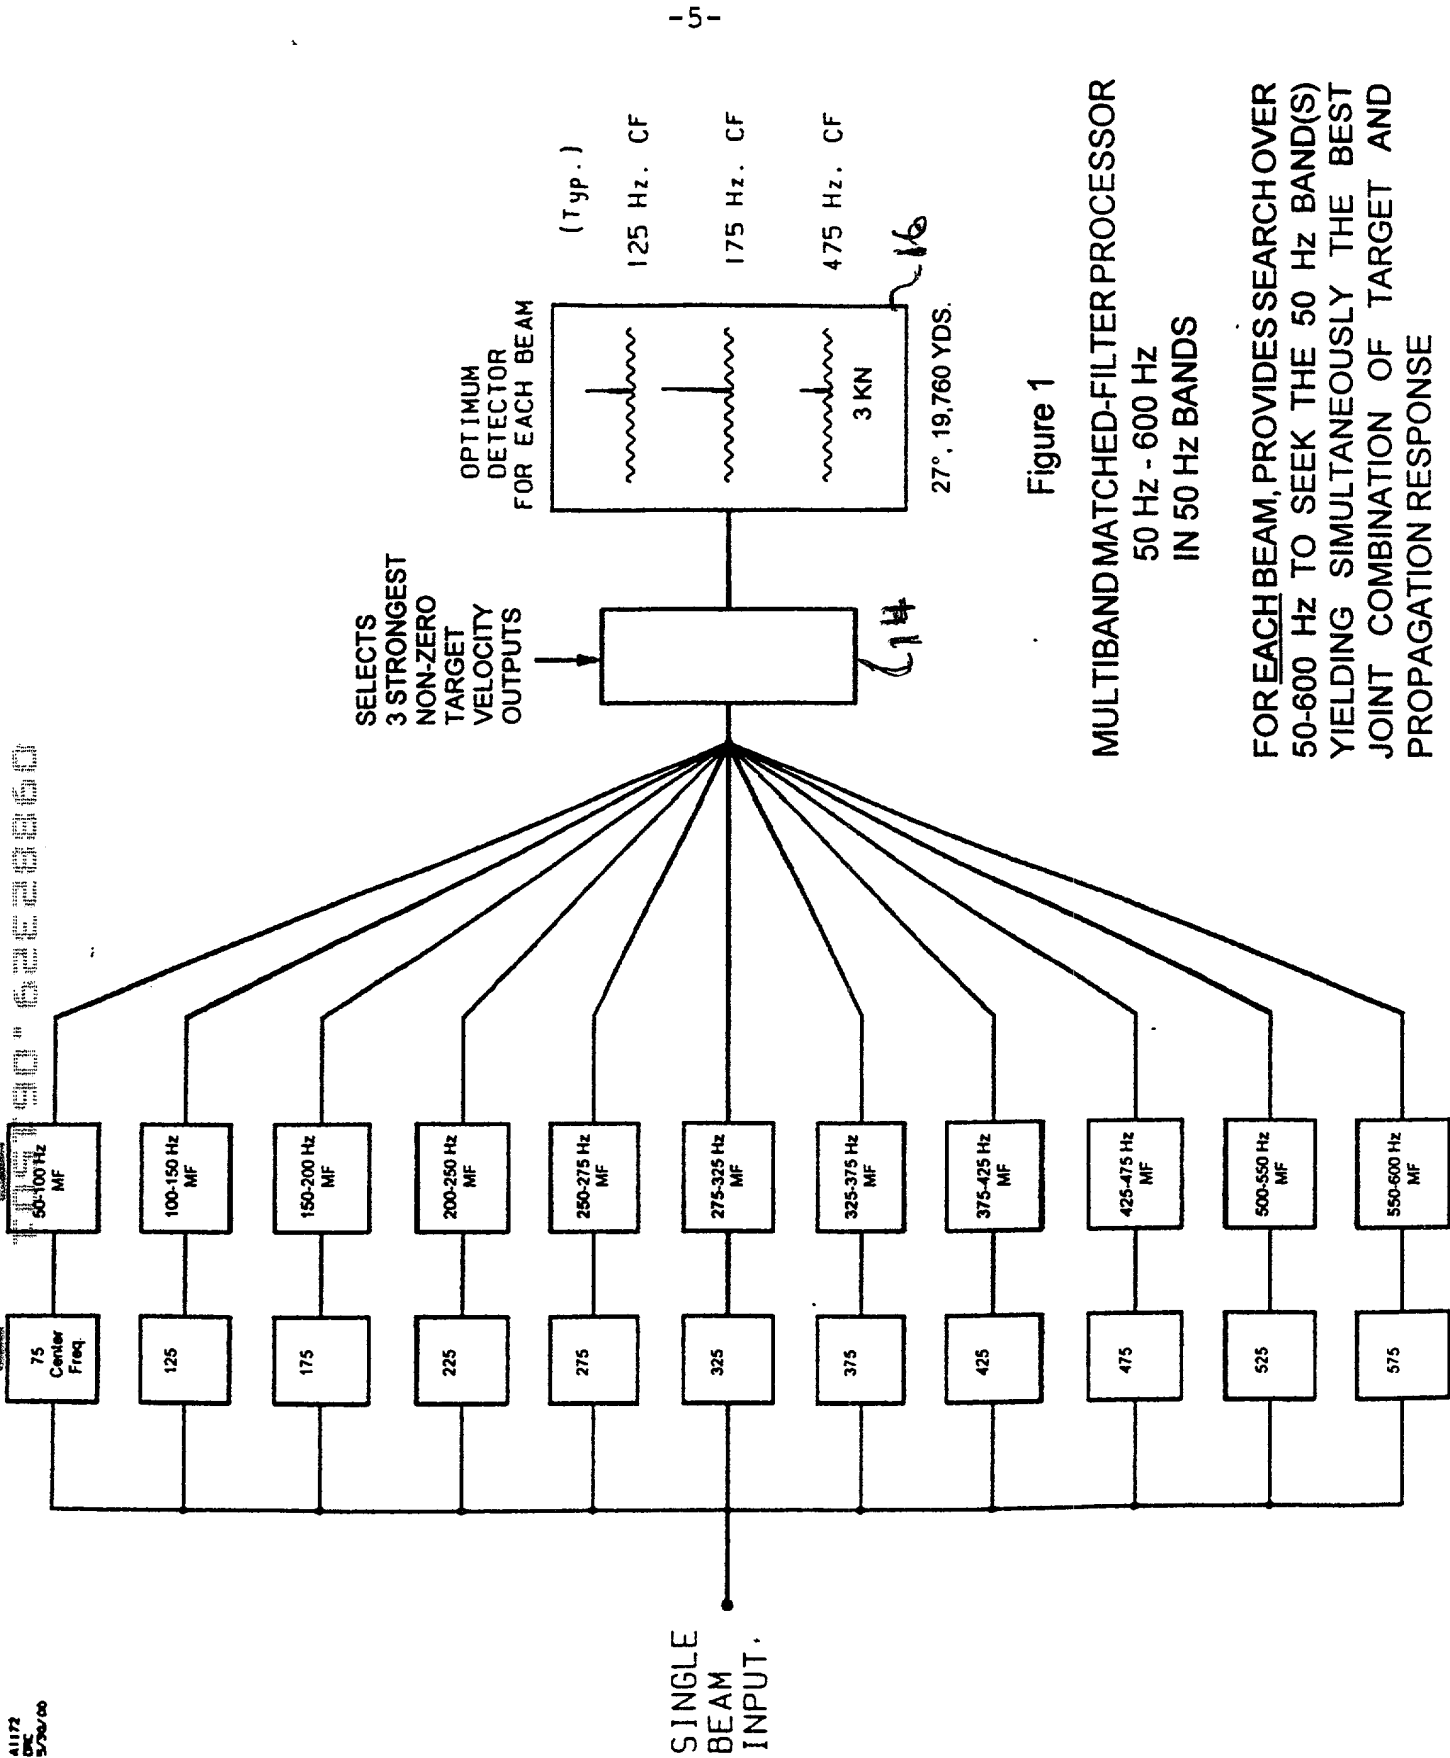 -5-
A1172
5/30/00
09882329.051501
SINGLE
BEAM
INPUT.
75
Center
Freq.
125
175
225
275
325
375
425
475
525
575
50-100 Hz
MF
100-150 Hz
MF
150-200 Hz
MF
200-250 Hz
MF
250-275 Hz
MF
275-325 Hz
MF
325-375 Hz
MF
375-425 Hz
MF
425-475 Hz
MF
500-550 Hz
MF
550-600 Hz
MF
SELECTS
3 STRONGEST
NON-ZERO
TARGET
VELOCITY
OUTPUTS
14
OPTIMUM
DETECTOR
FOR EACH BEAM
3 KN
16
27°, 19,760 YDS.
(Typ.)
125 Hz. CF
175 Hz. CF
475 Hz. CF
Figure 1
MULTIBAND MATCHED-FILTER PROCESSOR
50 Hz - 600 Hz
IN 50 Hz BANDS
FOR EACH BEAM, PROVIDES SEARCH OVER
50-600 Hz TO SEEK THE 50 Hz BAND(S)
YIELDING SIMULTANEOUSLY THE BEST
JOINT COMBINATION OF TARGET AND
PROPAGATION RESPONSE